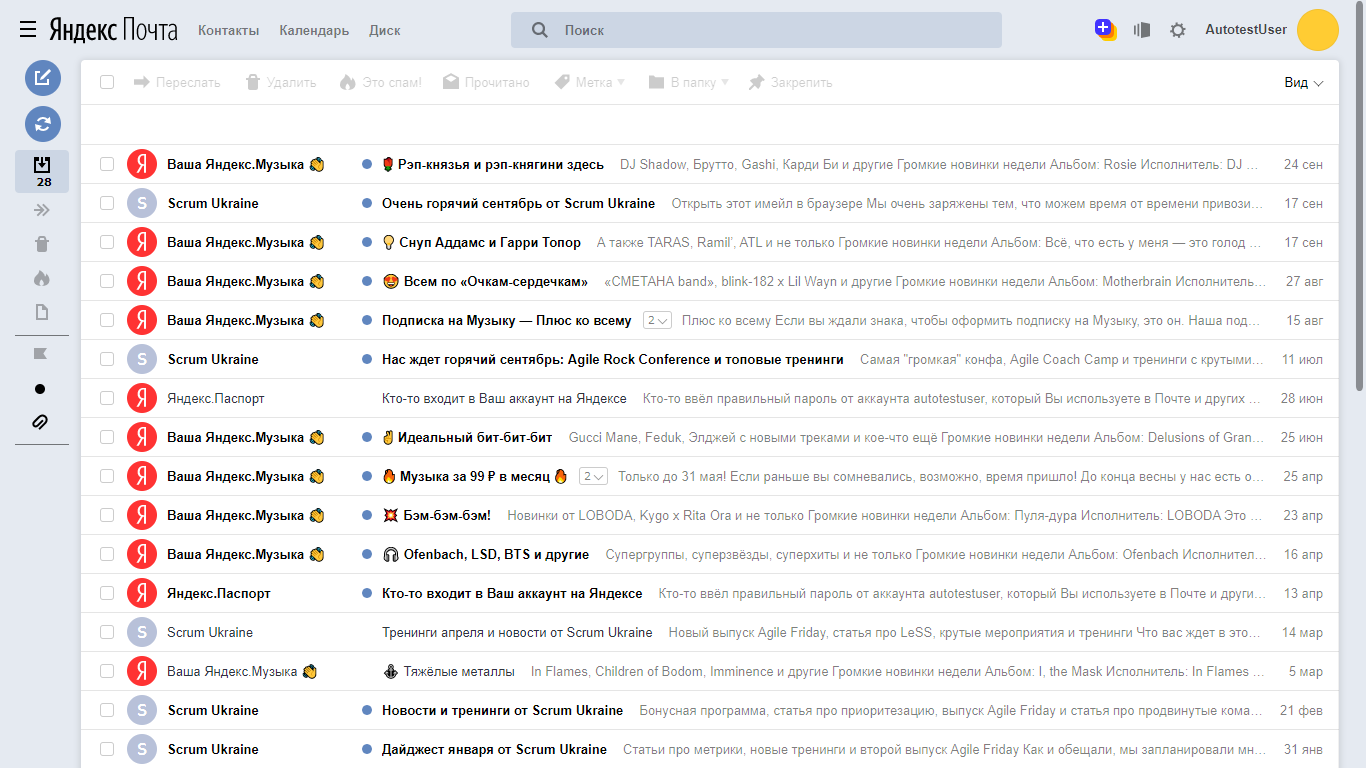 Яндекс Почта Контакты Календарь Диск Поиск AutotestUser
Переслать Удалить Это спам! Прочитано Метка В папку Закрепить Вид
28
Ваша Яндекс.Музыка 👏 🌹 Рэп-князья и рэп-княгини здесь DJ Shadow, Брутто, Gashi, Карди Би и другие Громкие новинки недели Альбом: Rosie Исполнитель: DJ ... 24 сен
S Scrum Ukraine Очень горячий сентябрь от Scrum Ukraine Открыть этот имейл в браузере Мы очень заряжены тем, что можем время от времени привози... 17 сен
Ваша Яндекс.Музыка 👏 Снуп Аддамс и Гарри Топор А также TARAS, Ramil', ATL и не только Громкие новинки недели Альбом: Всё, что есть у меня — это голод ... 17 сен
Ваша Яндекс.Музыка 👏 😍 Всем по «Очкам-сердечкам» «СМЕТАНА band», blink-182 x Lil Wayn и другие Громкие новинки недели Альбом: Motherbrain Исполнитель... 27 авг
Ваша Яндекс.Музыка 👏 Подписка на Музыку — Плюс ко всему 2 Плюс ко всему Если вы ждали знака, чтобы оформить подписку на Музыку, это он. Наша под... 15 авг
S Scrum Ukraine Нас ждет горячий сентябрь: Agile Rock Conference и топовые тренинги Самая "громкая" конфа, Agile Coach Camp и тренинги с крутыми... 11 июл
Я Яндекс.Паспорт Кто-то входит в Ваш аккаунт на Яндексе Кто-то ввёл правильный пароль от аккаунта autotestuser, который Вы используете в Почте и других ... 28 июн
Я Ваша Яндекс.Музыка 👏 ✌ Идеальный бит-бит-бит Gucci Mane, Feduk, Элджей с новыми треками и кое-что ещё Громкие новинки недели Альбом: Delusions of Gran... 25 июн
Я Ваша Яндекс.Музыка 👏 🔥 Музыка за 99 ₽ в месяц 🔥 2 Только до 31 мая! Если раньше вы сомневались, возможно, время пришло! До конца весны у нас есть о... 25 апр
Я Ваша Яндекс.Музыка 👏 💥 Бэм-бэм-бэм! Новинки от LOBODA, Kygo x Rita Ora и не только Громкие новинки недели Альбом: Пуля-дура Исполнитель: LOBODA Это ... 23 апр
Я Ваша Яндекс.Музыка 👏 🎧 Ofenbach, LSD, BTS и другие Супергруппы, суперзвёзды, суперхиты и не только Громкие новинки недели Альбом: Ofenbach Исполнител... 16 апр
Я Яндекс.Паспорт Кто-то входит в Ваш аккаунт на Яндексе Кто-то ввёл правильный пароль от аккаунта autotestuser, который Вы используете в Почте и други... 13 апр
S Scrum Ukraine Тренинги апреля и новости от Scrum Ukraine Новый выпуск Agile Friday, статья про LeSS, крутые мероприятия и тренинги Что вас ждет в это... 14 мар
Я Ваша Яндекс.Музыка 👏 Тяжёлые металлы In Flames, Children of Bodom, Imminence и другие Громкие новинки недели Альбом: I, the Mask Исполнитель: In Flames ... 5 мар
S Scrum Ukraine Новости и тренинги от Scrum Ukraine Бонусная программа, статья про приоритезацию, выпуск Agile Friday и статья про продвинутые кома... 21 фев
S Scrum Ukraine Дайджест января от Scrum Ukraine Статьи про метрики, новые тренинги и второй выпуск Agile Friday Как и обещали, мы запланировали мн... 31 янв